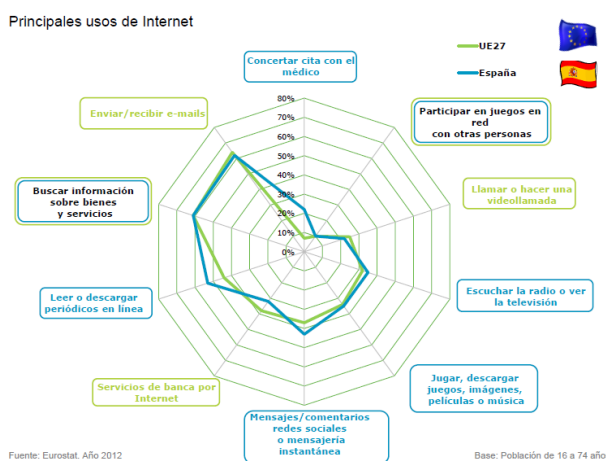 Principales usos de Internet
UE27
España
Concertar cita con el
médico
Enviar/recibir e-mails
Participar en juegos en
red
con otras personas
Buscar información
sobre bienes
y servicios
Llamar o hacer una
videollamada
Leer o descargar
periódicos en línea
Escuchar la radio o ver
la televisión
Servicios de banca por
Internet
Jugar, descargar
juegos, imágenes,
películas o música
Mensajes/comentarios
redes sociales
o mensajería
instantánea
80%
70%
60%
50%
40%
30%
20%
10%
0%
Fuente: Eurostat. Año 2012
Base: Población de 16 a 74 año